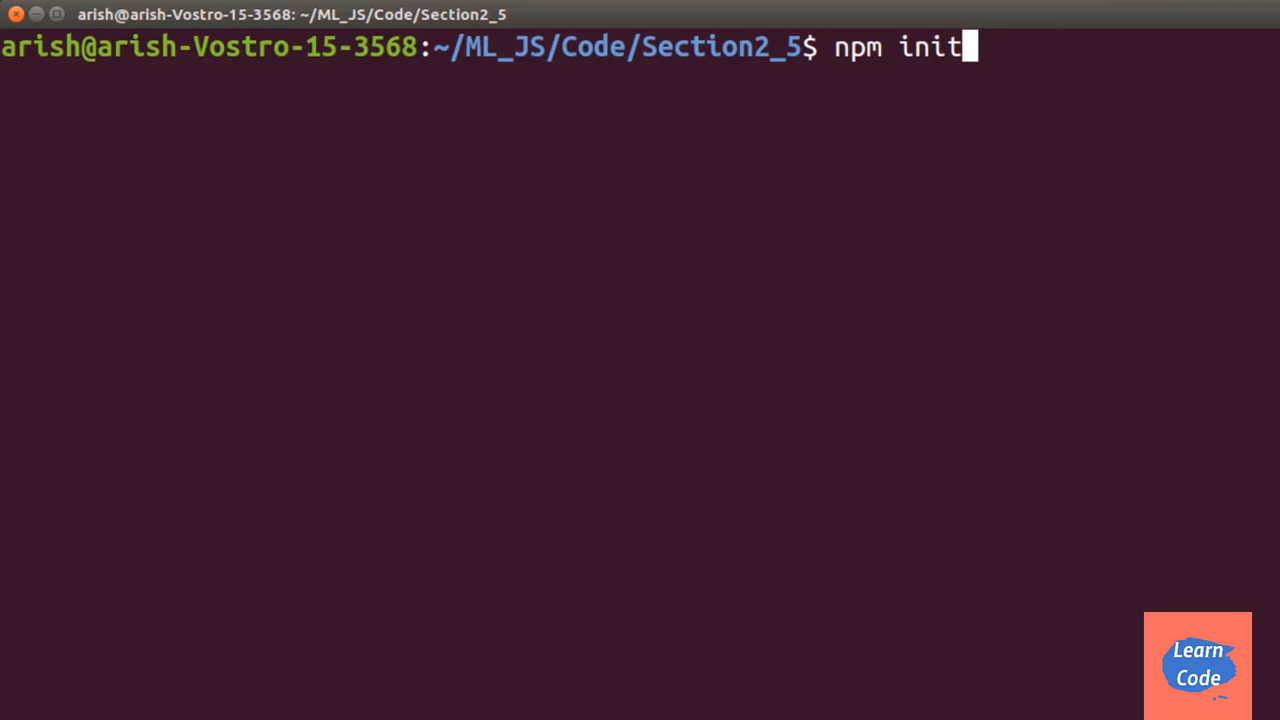 arish@arish-Vostro-15-3568: ~/ML_JS/Code/Section2_5
arish@arish-Vostro-15-3568:~/ML_JS/Code/Section2_5$ npm init
Learn
Code